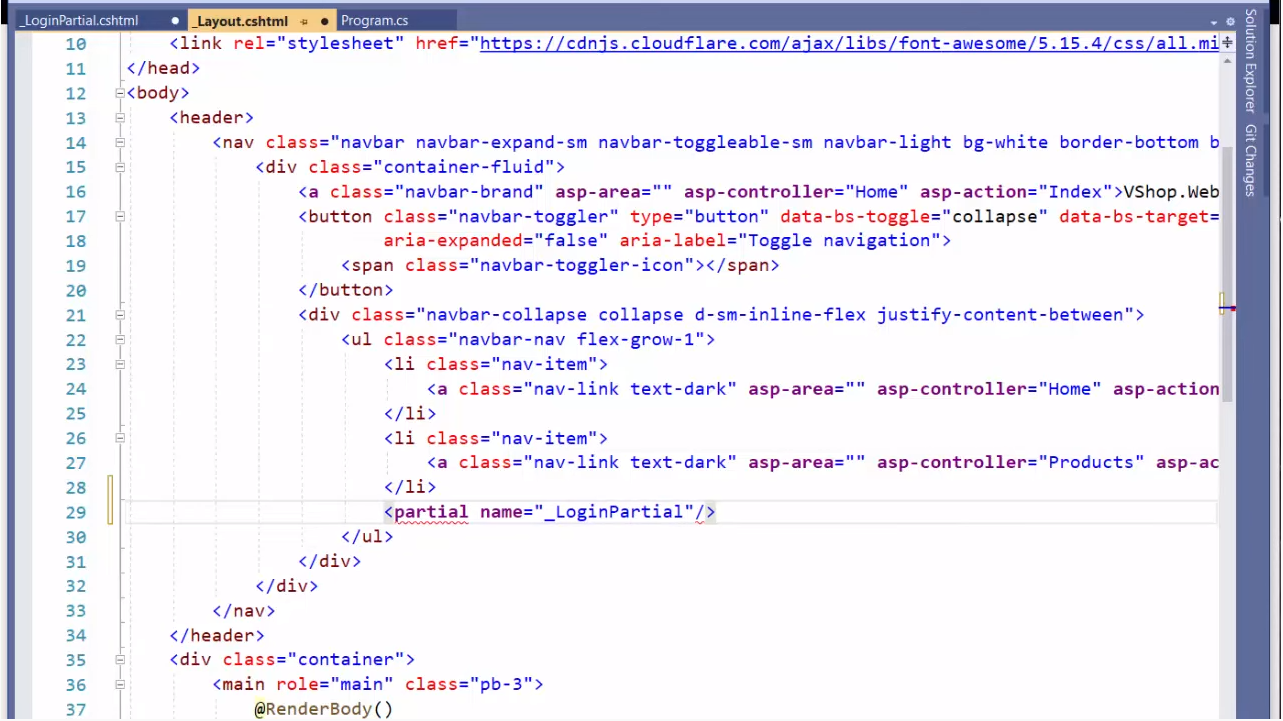 _LoginPartial.cshtml ● _Layout.cshtml ● Program.cs
10 <link rel="stylesheet" href="https://cdnjs.cloudflare.com/ajax/libs/font-awesome/5.15.4/css/all.mi
11 </head>
12 <body>
13 <header>
14 <nav class="navbar navbar-expand-sm navbar-toggleable-sm navbar-light bg-white border-bottom b
15 <div class="container-fluid">
16 <a class="navbar-brand" asp-area="" asp-controller="Home" asp-action="Index">VShop.Web
17 <button class="navbar-toggler" type="button" data-bs-toggle="collapse" data-bs-target=
18 aria-expanded="false" aria-label="Toggle navigation">
19 <span class="navbar-toggler-icon"></span>
20 </button>
21 <div class="navbar-collapse collapse d-sm-inline-flex justify-content-between">
22 <ul class="navbar-nav flex-grow-1">
23 <li class="nav-item">
24 <a class="nav-link text-dark" asp-area="" asp-controller="Home" asp-action
25 </li>
26 <li class="nav-item">
27 <a class="nav-link text-dark" asp-area="" asp-controller="Products" asp-ac
28 </li>
29 <partial name="_LoginPartial"/>
30 </ul>
31 </div>
32 </div>
33 </nav>
34 </header>
35 <div class="container">
36 <main role="main" class="pb-3">
37 @RenderBody()
Solution Explorer
Git Changes